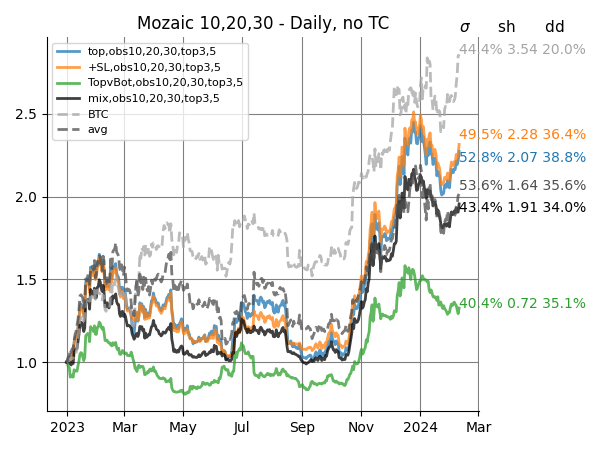 Mozaic 10,20,30 - Daily, no TC
σ sh dd
top,obs10,20,30,top3,5
+SL,obs10,20,30,top3,5
TopvBot,obs10,20,30,top3,5
mix,obs10,20,30,top3,5
BTC
avg
44.4% 3.54 20.0%
49.5% 2.28 36.4%
52.8% 2.07 38.8%
53.6% 1.64 35.6%
43.4% 1.91 34.0%
40.4% 0.72 35.1%
2.5
2.0
1.5
1.0
2023 Mar May Jul Sep Nov 2024 Mar